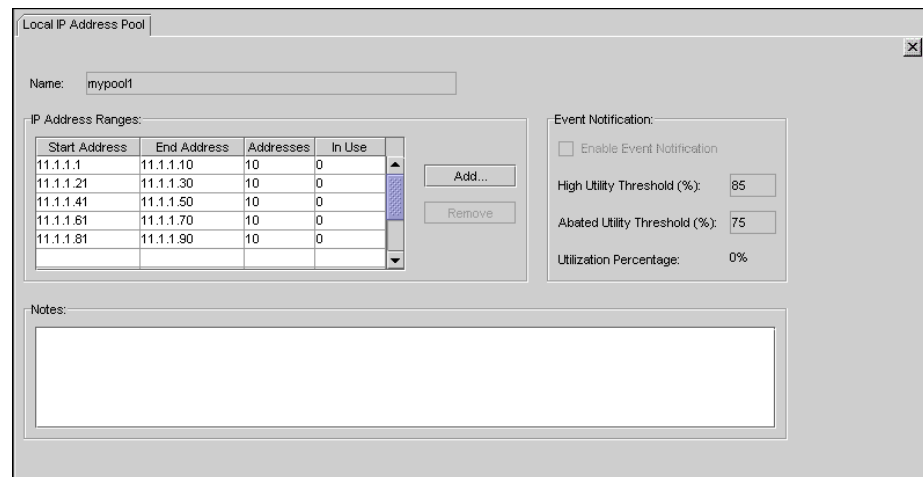 Local IP Address Pool
Name: mypool1
IP Address Ranges:
Start Address End Address Addresses In Use
11.1.1.1 11.1.1.10 10 0
11.1.1.21 11.1.1.30 10 0
11.1.1.41 11.1.1.50 10 0
11.1.1.61 11.1.1.70 10 0
11.1.1.81 11.1.1.90 10 0
Add...
Remove
Event Notification:
Enable Event Notification
High Utility Threshold (%): 85
Abated Utility Threshold (%): 75
Utilization Percentage: 0%
Notes: